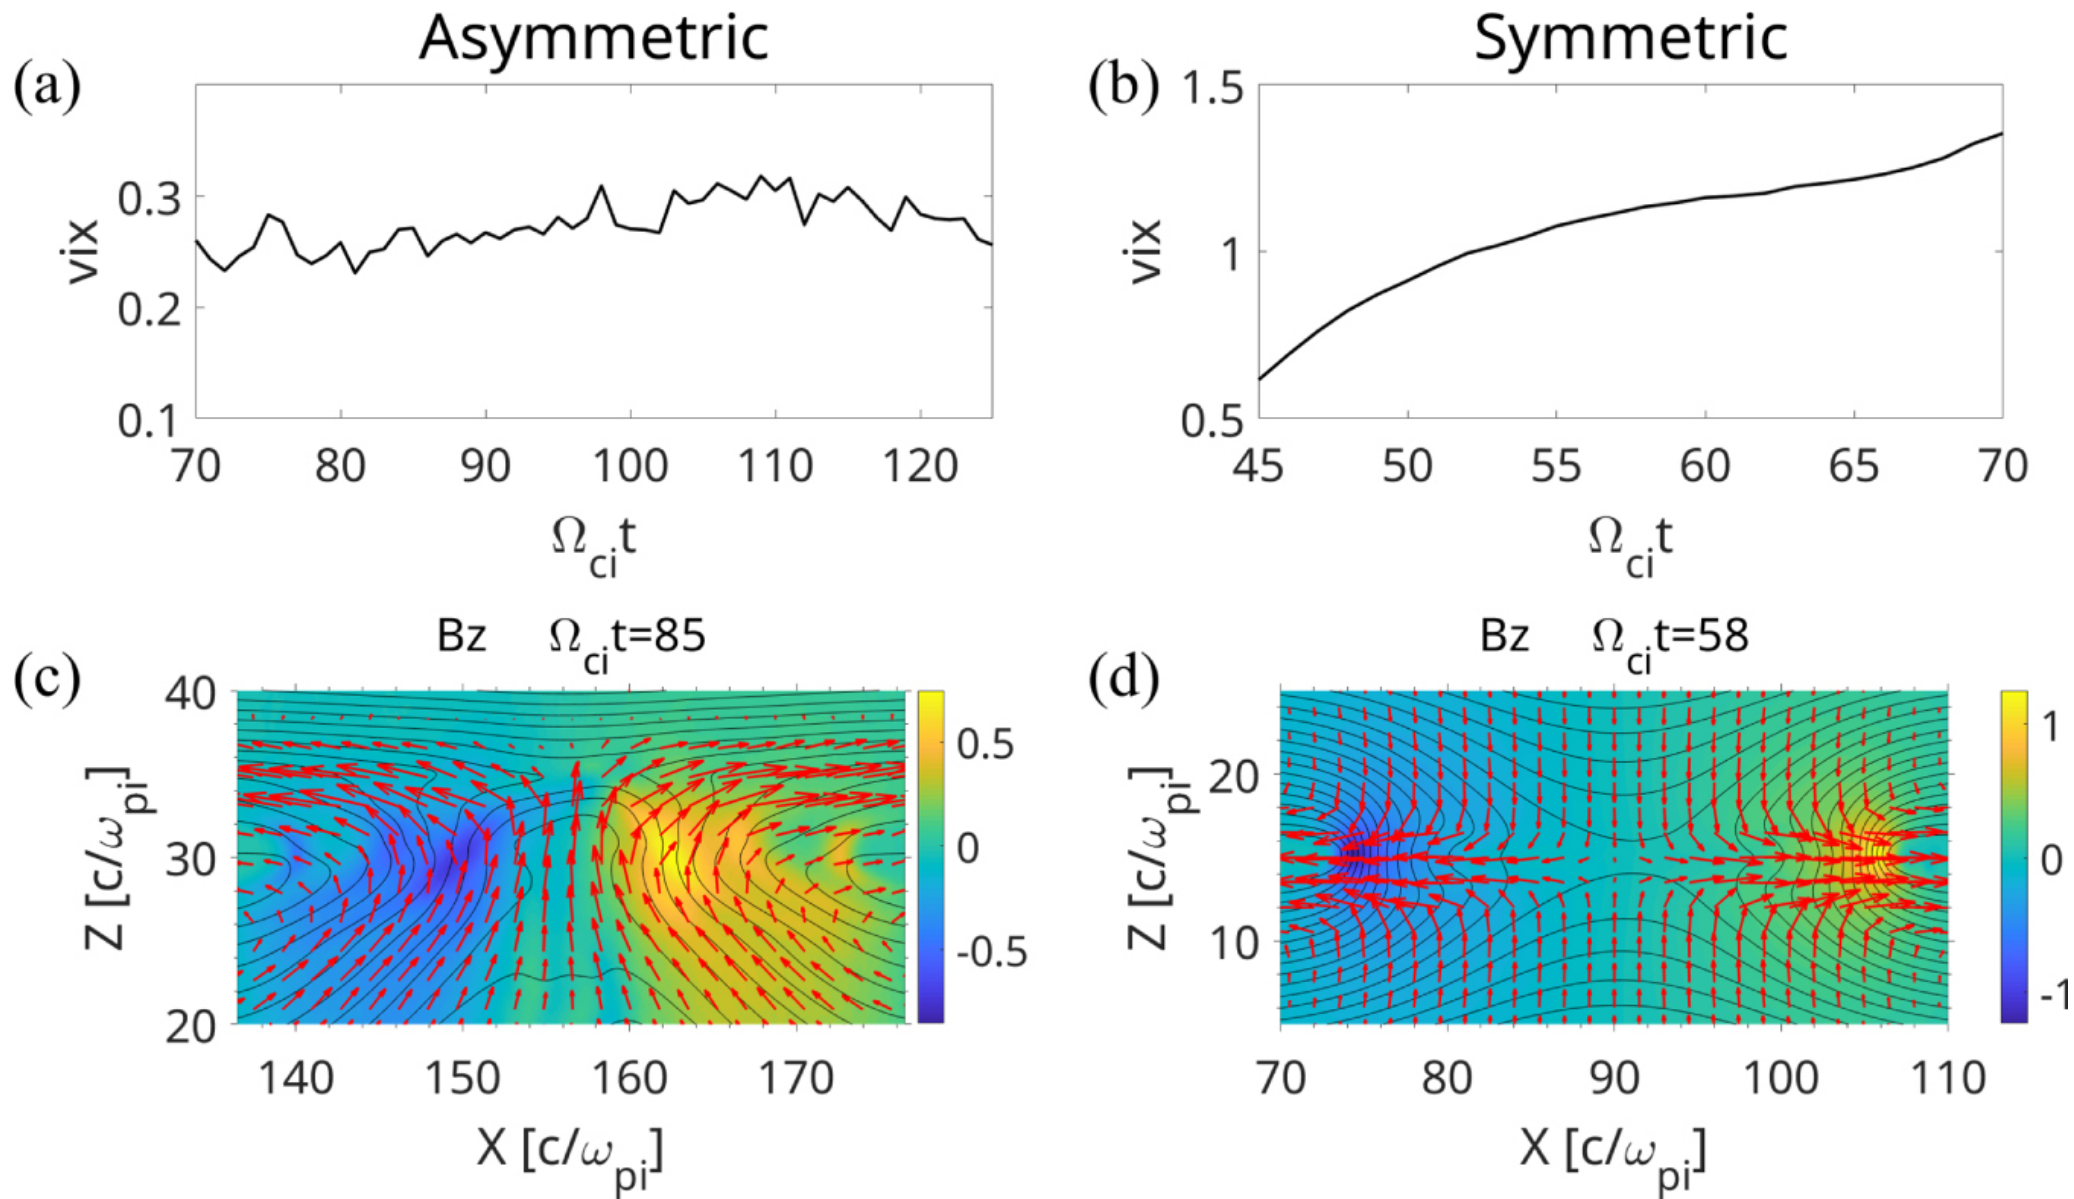 Asymmetric
Symmetric
(a)
0.3
0.2
0.1
vix
70 80 90 100 110 120
Ωcit
(b)
1.5
1
0.5
vix
45 50 55 60 65 70
Ωcit
(c)
Bz Ωcit=85
40
30
20
Z [c/ωpi]
140 150 160 170
X [c/ωpi]
0.5
0
-0.5
(d)
Bz Ωcit=58
20
10
Z [c/ωpi]
70 80 90 100 110
X [c/ωpi]
1
0
-1